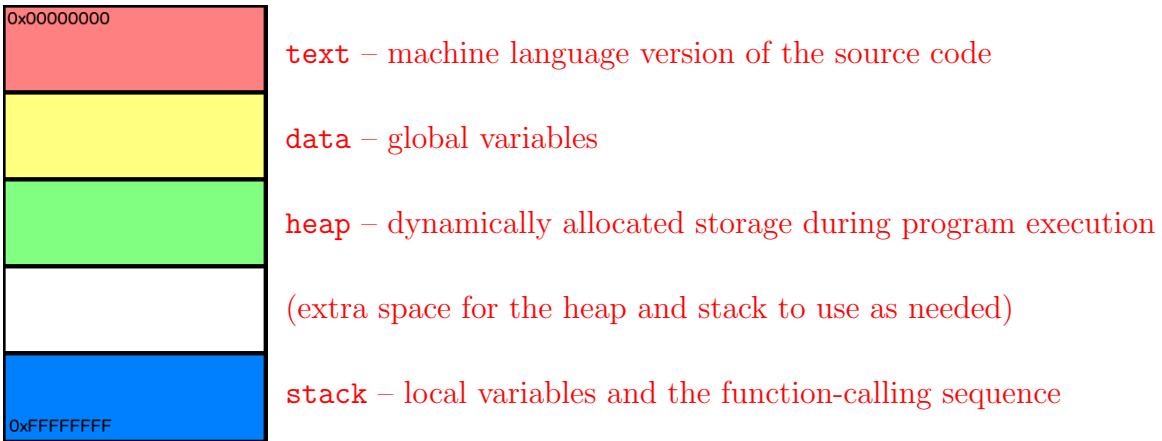 0x00000000
text – machine language version of the source code
data – global variables
heap – dynamically allocated storage during program execution
(extra space for the heap and stack to use as needed)
stack – local variables and the function-calling sequence
0xFFFFFFFF